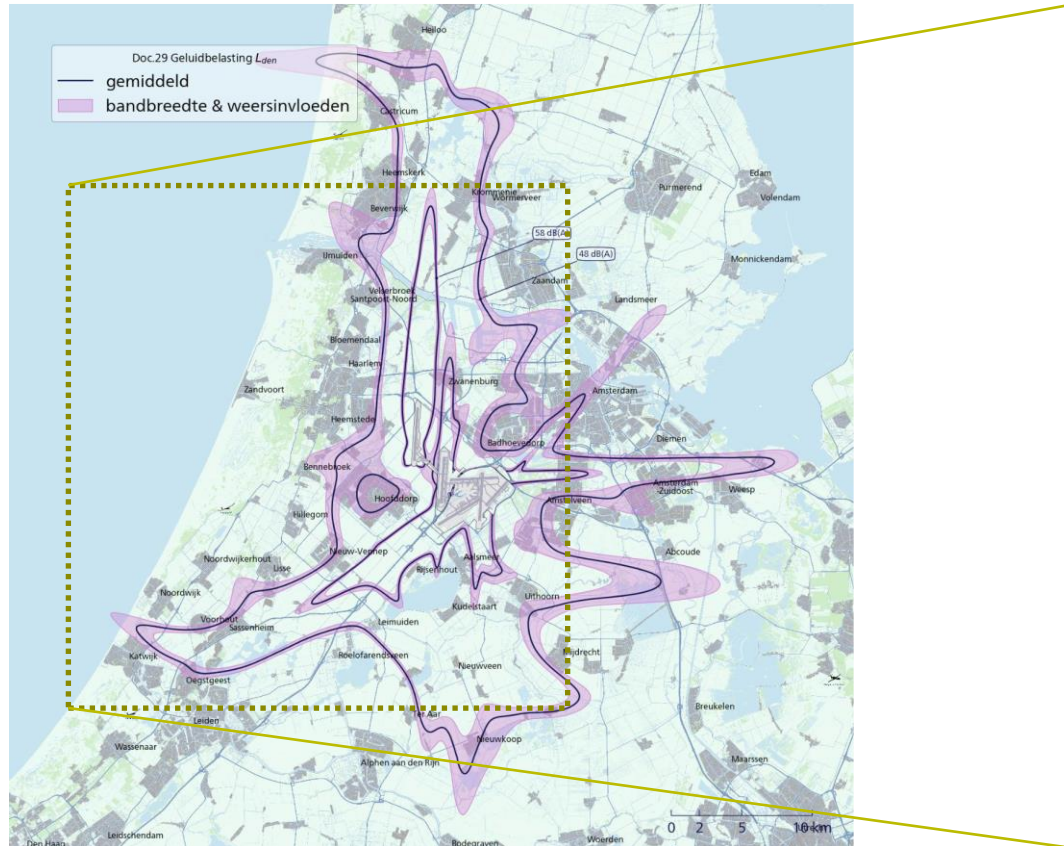 Heiloo
Doc.29 Geluidbelasting Lden
gemiddeld
bandbreedte & weersinvloeden
Castricum
Heemskerk
Edam
Purmerend
Volendam
Krommenie
Wormerveer
Beverwijk
58 dB(A)
48 dB(A)
IJmuiden
Monnickendam
Zaandam
Velserbroek
Santpoort-Noord
Landsmeer
Bloemendaal
Haarlem
Zwanenburg
Zandvoort
Amsterdam
Heemstede
Badhoevedorp
Diemen
Bennebroek
Amsterdam
-Zuidoost
Weesp
Hoofddorp
Amstelveen
Hillegom
Nieuw-Vennep
Abcoude
Noordwijkerhout
Lisse
Aalsmeer
Rijsenhout
Noordwijk
Uithoorn
Kudelstaart
Voorhout
Sassenheim
Leimuiden
Katwijk
Roelofarendsveen
Mijdrecht
Nieuwveen
Oegstgeest
Leiden
Ter Aar
Breukelen
Nieuwkoop
Wassenaar
Alphen aan den Rijn
Maarssen
0 2 5 10 km
Utrecht
Leidschendam
Den Haag
Bodegraven
Woerden